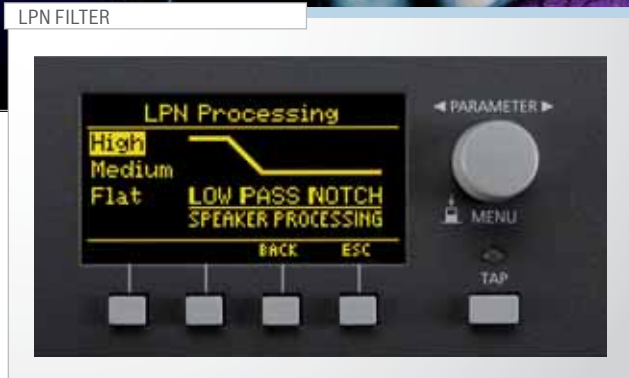 LPN FILTER
LPN Processing
High
Medium
Flat
LOW PASS NOTCH
SPEAKER PROCESSING
BACK ESC
◄ PARAMETER ►
MENU
TAP